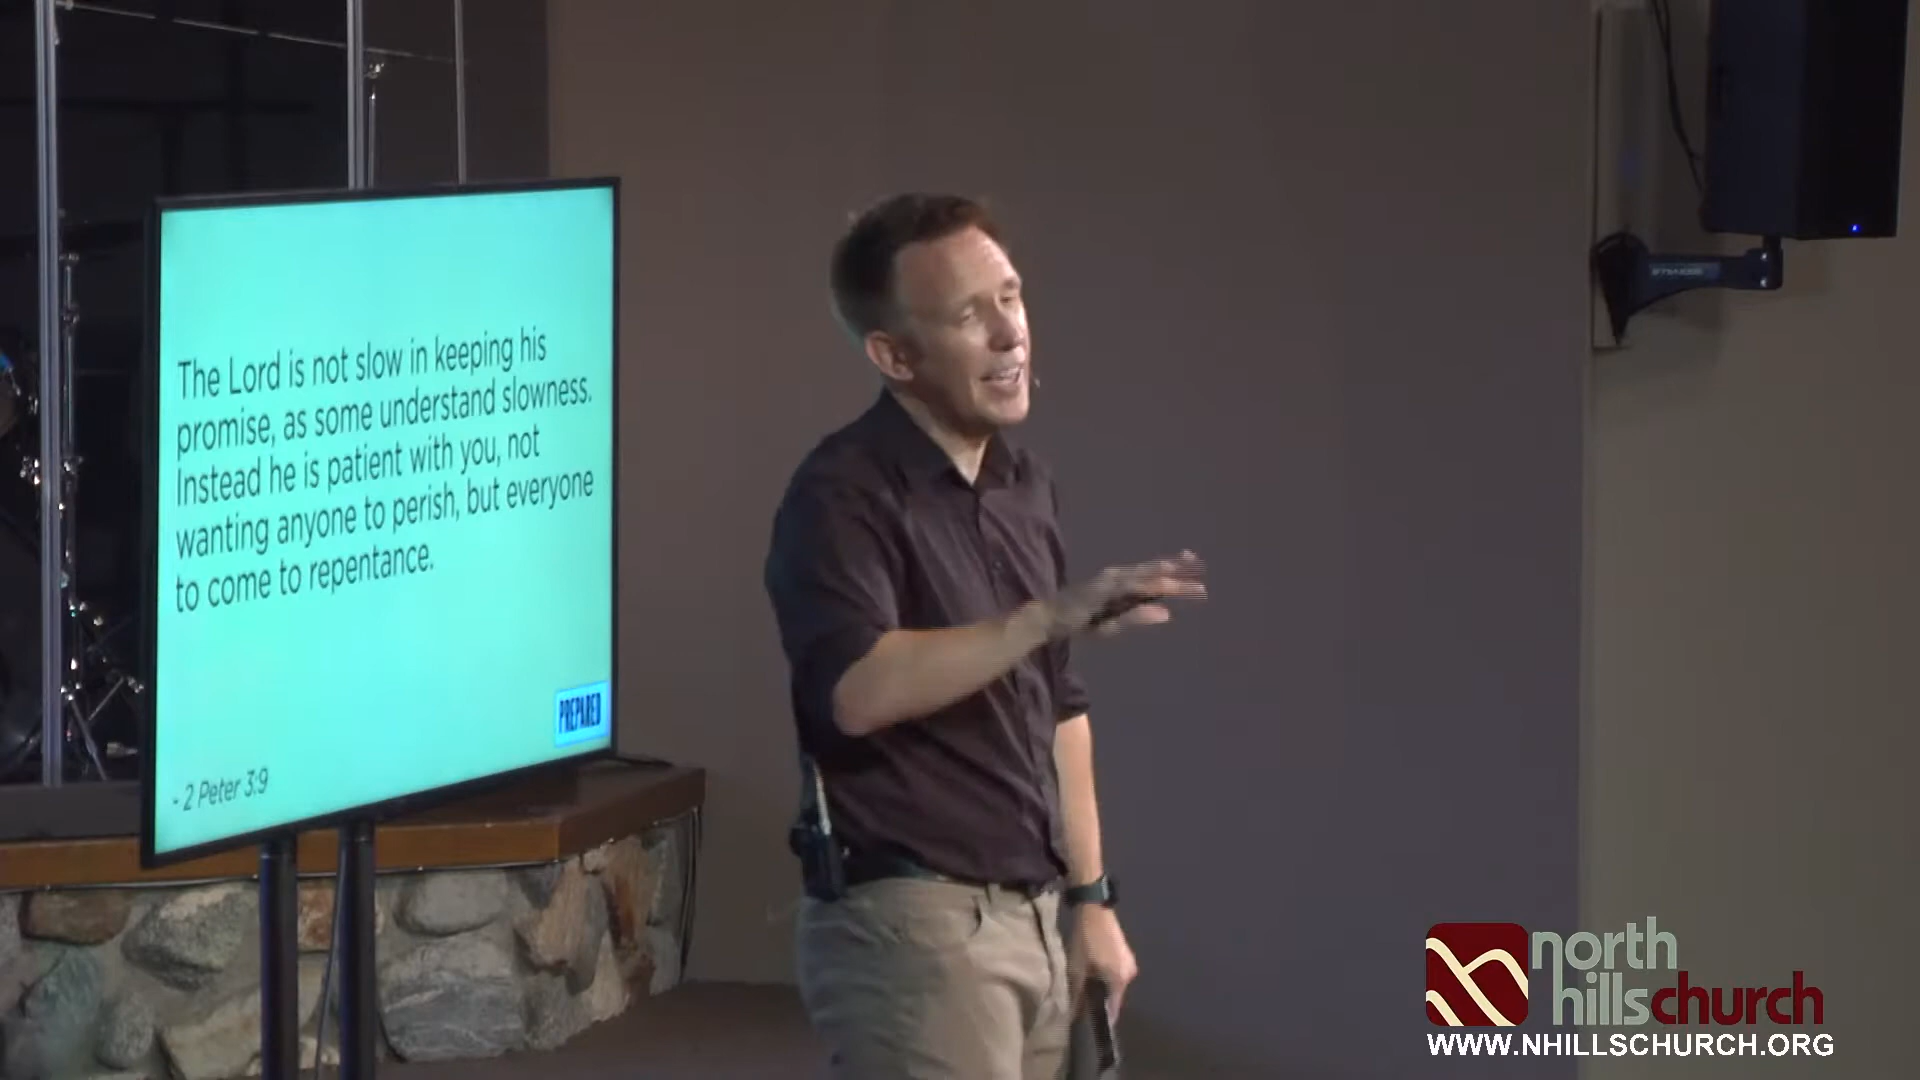 The Lord is not slow in keeping his
promise, as some understand slowness.
Instead he is patient with you, not
wanting anyone to perish, but everyone
to come to repentance.
PREPARED
- 2 Peter 3:9
north
hillschurch
WWW.NHILLSCHURCH.ORG